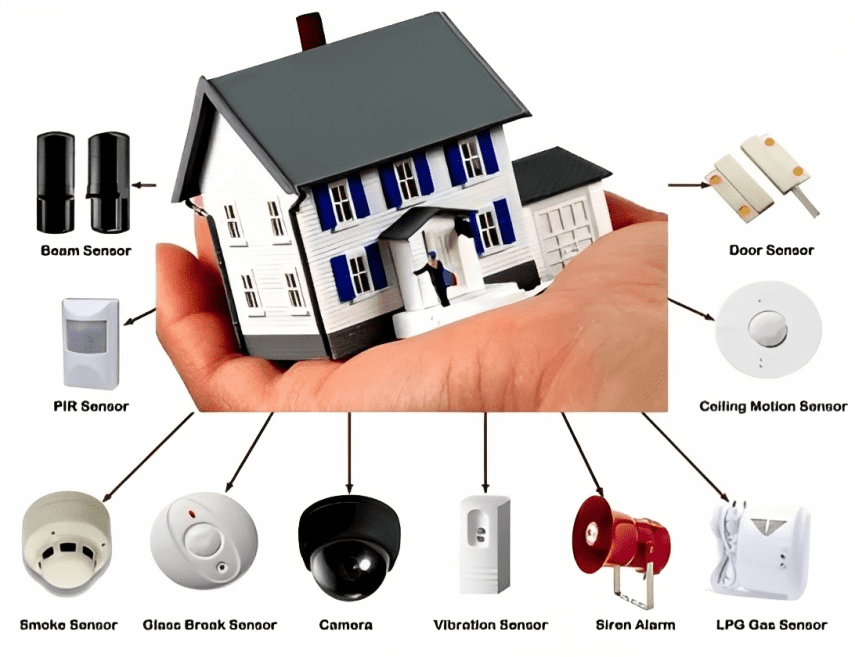 Beam Sensor
Door Sensor
PIR Sensor
Ceiling Motion Sensor
Smoke Sensor
Glass Break Sensor
Camera
Vibration Sensor
Siren Alarm
LPG Gas Sensor